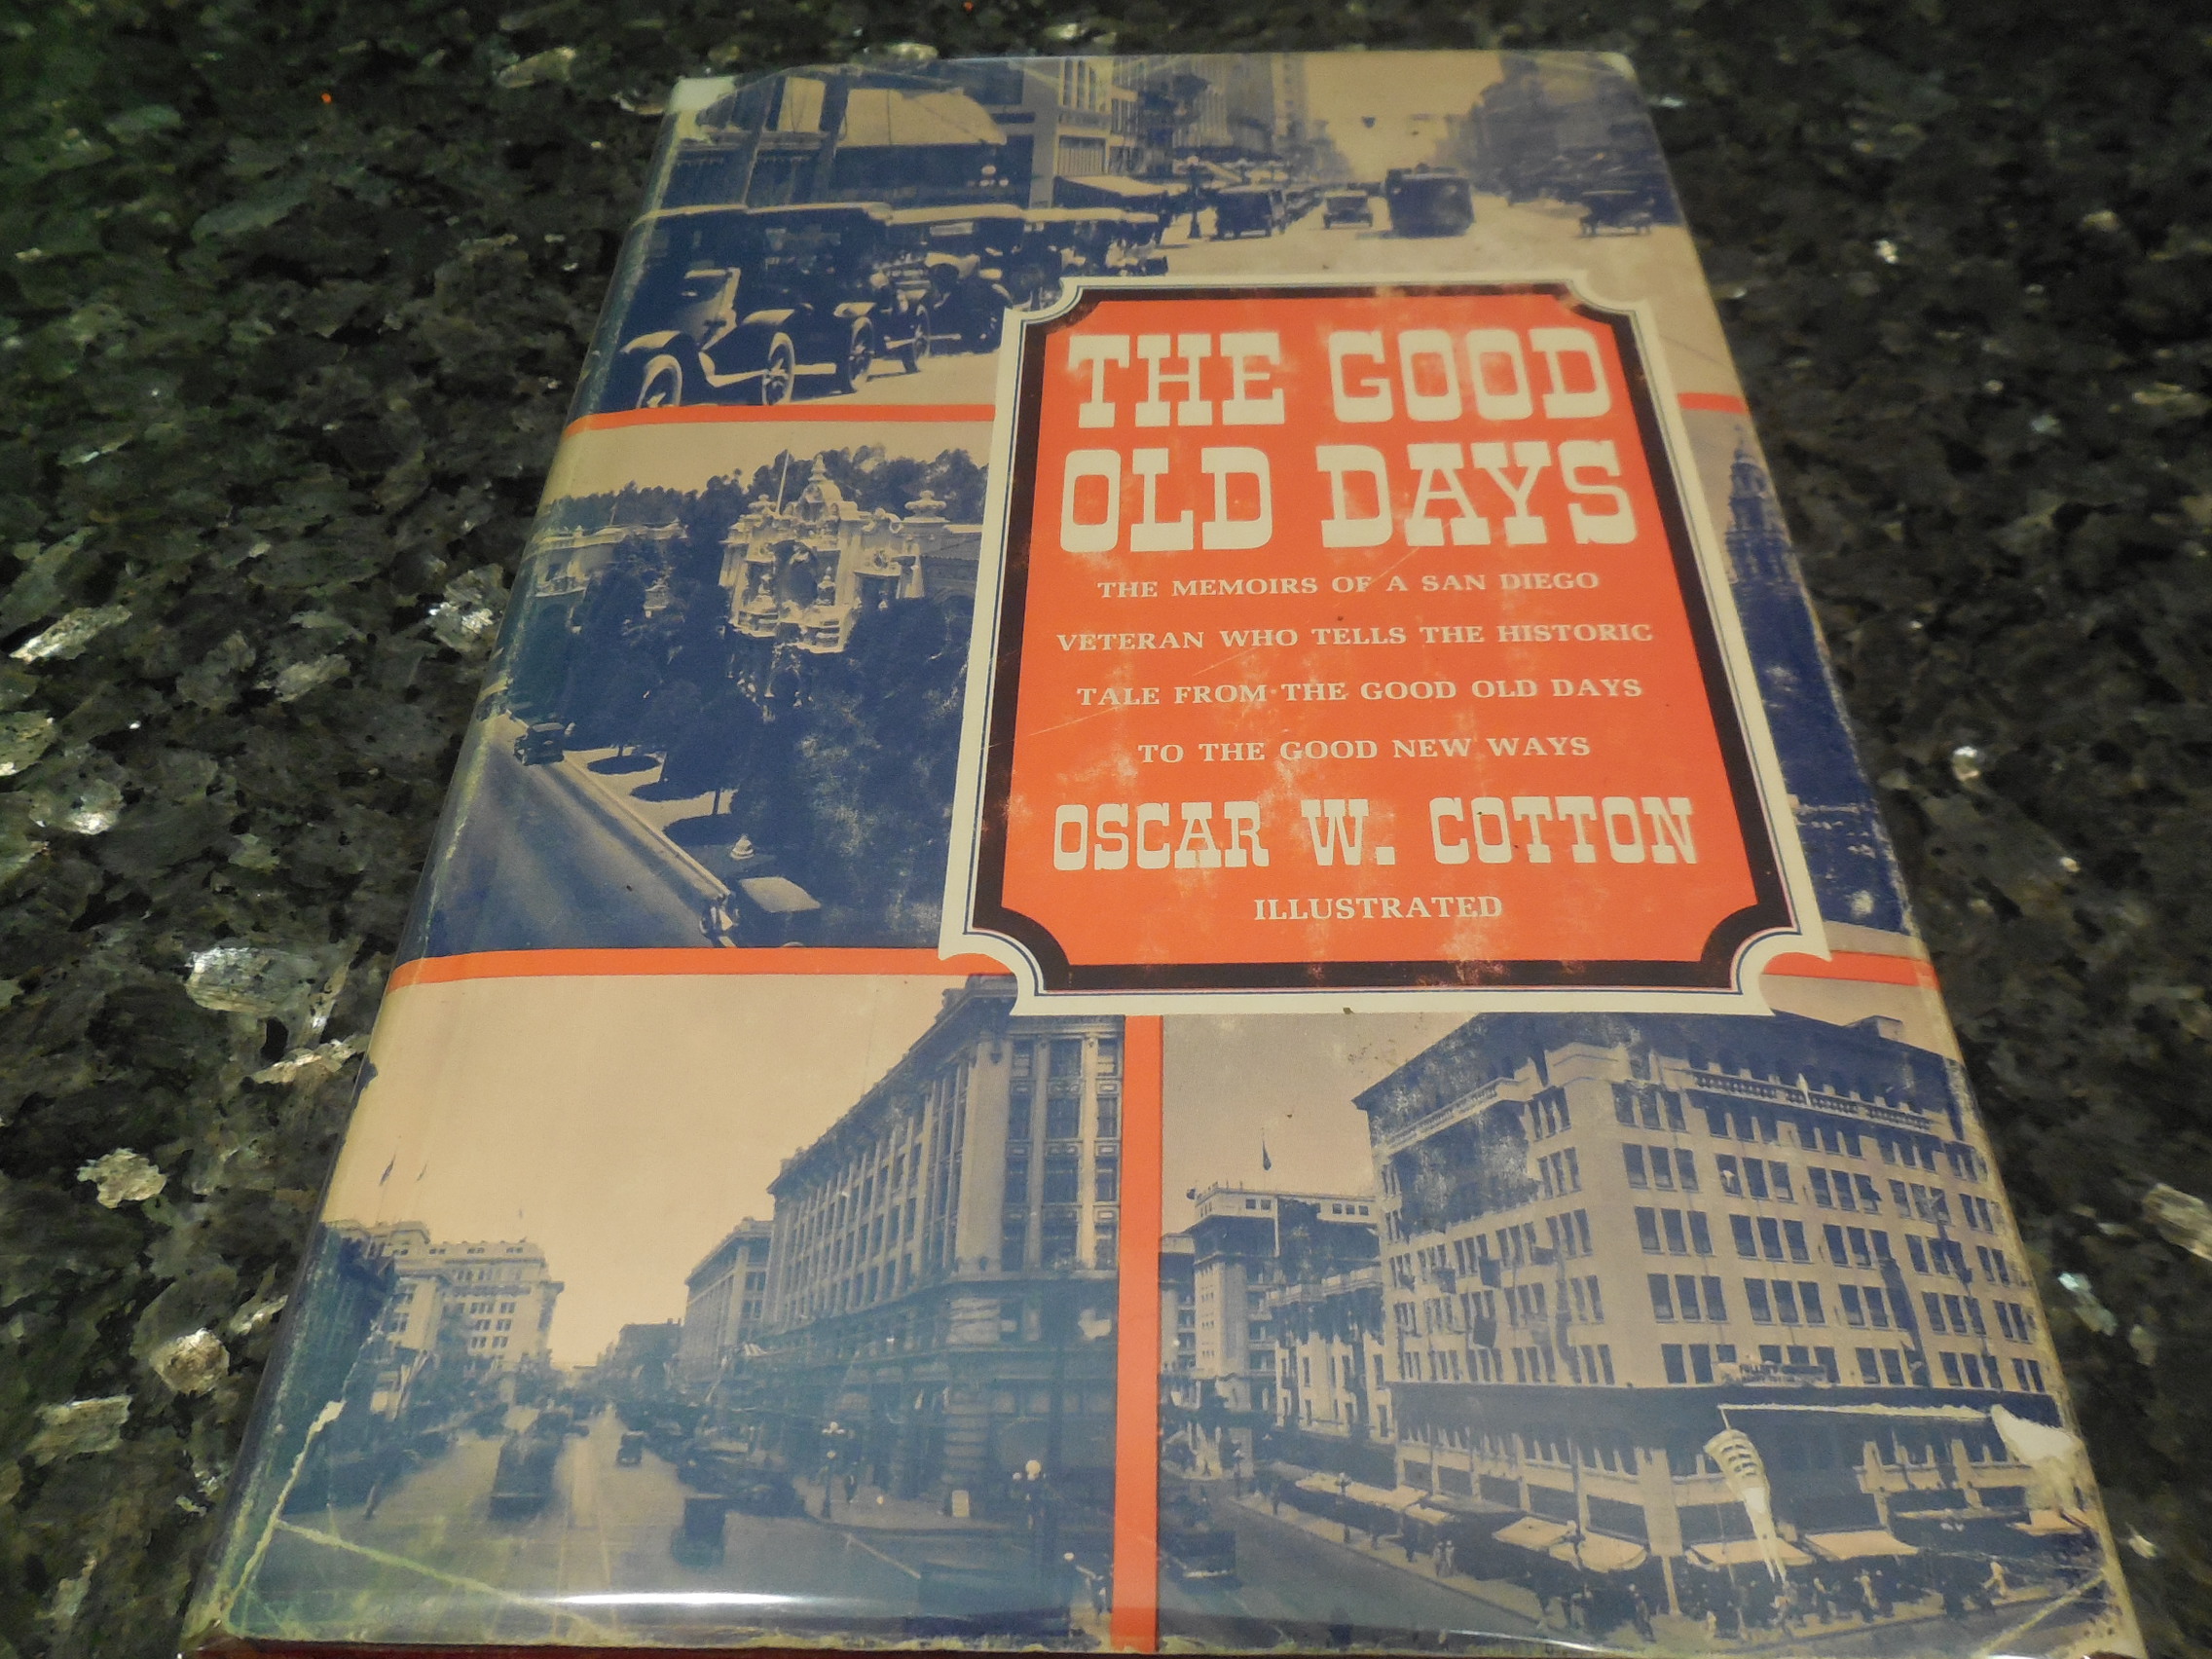 THE GOOD
OLD DAYS
THE MEMOIRS OF A SAN DIEGO
VETERAN WHO TELLS THE HISTORIC
TALE FROM THE GOOD OLD DAYS
TO THE GOOD NEW WAYS
OSCAR W. COTTON
ILLUSTRATED